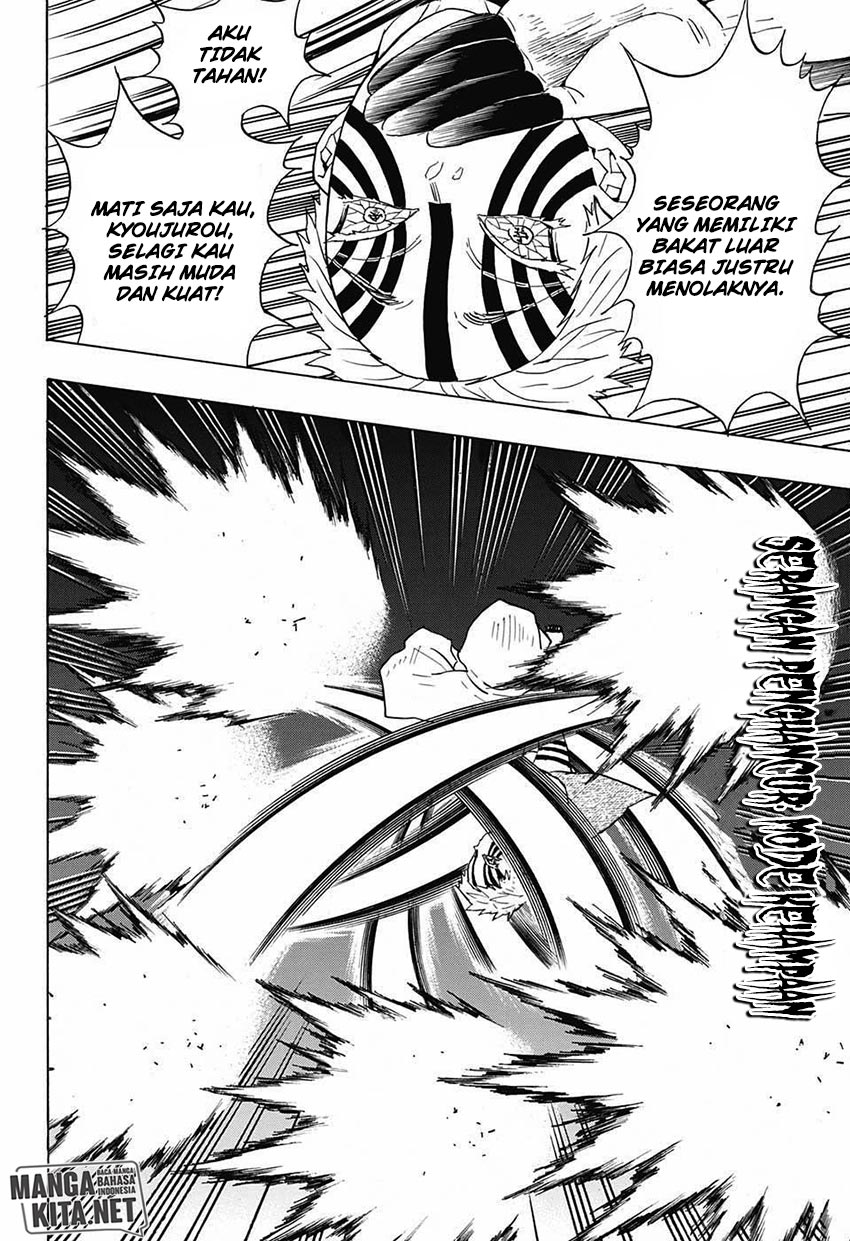 SESEORANG
YANG MEMILIKI
BAKAT LUAR
BIASA JUSTRU
MENOLAKNYA.
AKU
TIDAK
TAHAN!
MATI SAJA KAU,
KYOUJUROU,
SELAGI KAU
MASIH MUDA
DAN KUAT!
SERANGAN PENGHANCUR: MODE KEHAMPAAN
MANGA
KITA.NET
BACA MANGA
BAHASA
INDONESIA